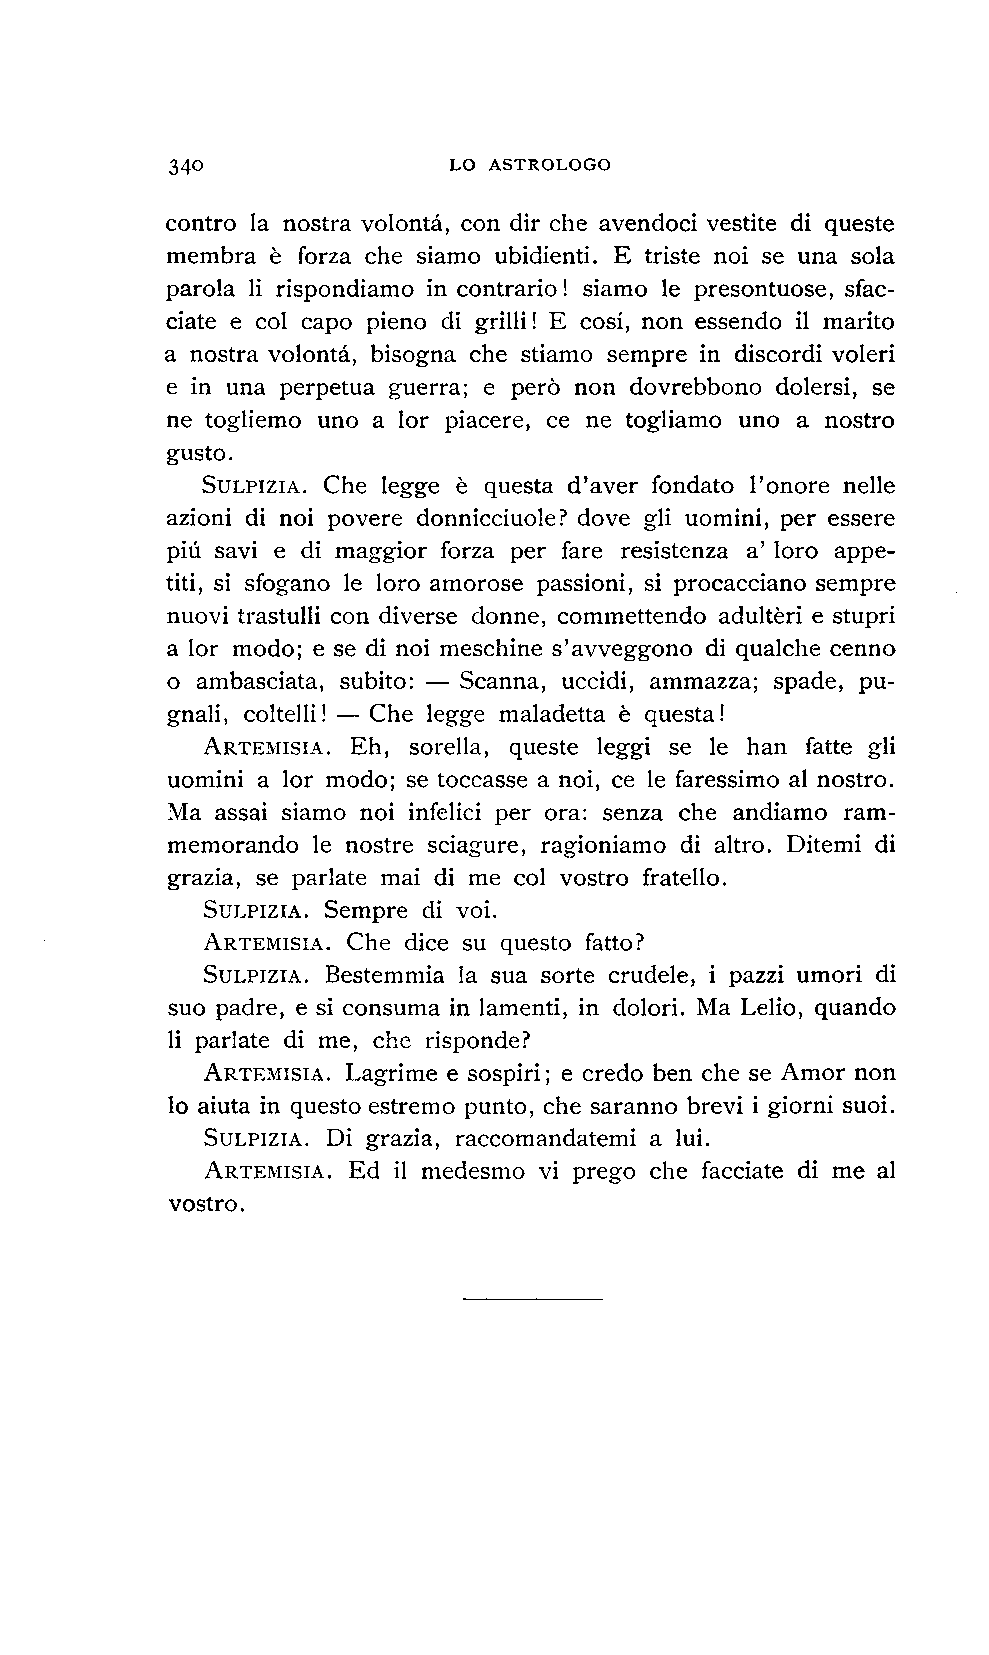 340 LO ASTROLOGO
contro la nostra volontá, con dir che avendoci vestite di queste
membra è forza che siamo ubidienti. E triste noi se una sola
parola li rispondiamo in contrario! siamo le presontuose, sfac-
ciate e col capo pieno di grilli! E cosí, non essendo il marito
a nostra volontá, bisogna che stiamo sempre in discordi voleri
e in una perpetua guerra; e però non dovrebbono dolersi, se
ne togliemo uno a lor piacere, ce ne togliamo uno a nostro
gusto.
SULPIZIA. Che legge è questa d'aver fondato l'onore nelle
azioni di noi povere donnicciuole? dove gli uomini, per essere
piú savi e di maggior forza per fare resistenza a' loro appe-
titi, si sfogano le loro amorose passioni, si procacciano sempre
nuovi trastulli con diverse donne, commettendo adultèri e stupri
a lor modo; e se di noi meschine s'avveggono di qualche cenno
o ambasciata, subito: — Scanna, uccidi, ammazza; spade, pu-
gnali, coltelli! — Che legge maladetta è questa!
ARTEMISIA. Eh, sorella, queste leggi se le han fatte gli
uomini a lor modo; se toccasse a noi, ce le faressimo al nostro.
Ma assai siamo noi infelici per ora: senza che andiamo ram-
memorando le nostre sciagure, ragioniamo di altro. Ditemi di
grazia, se parlate mai di me col vostro fratello.
SULPIZIA. Sempre di voi.
ARTEMISIA. Che dice su questo fatto?
SULPIZIA. Bestemmia la sua sorte crudele, i pazzi umori di
suo padre, e si consuma in lamenti, in dolori. Ma Lelio, quando
li parlate di me, che risponde?
ARTEMISIA. Lagrime e sospiri; e credo ben che se Amor non
lo aiuta in questo estremo punto, che saranno brevi i giorni suoi.
SULPIZIA. Di grazia, raccomandatemi a lui.
ARTEMISIA. Ed il medesmo vi prego che facciate di me al
vostro.